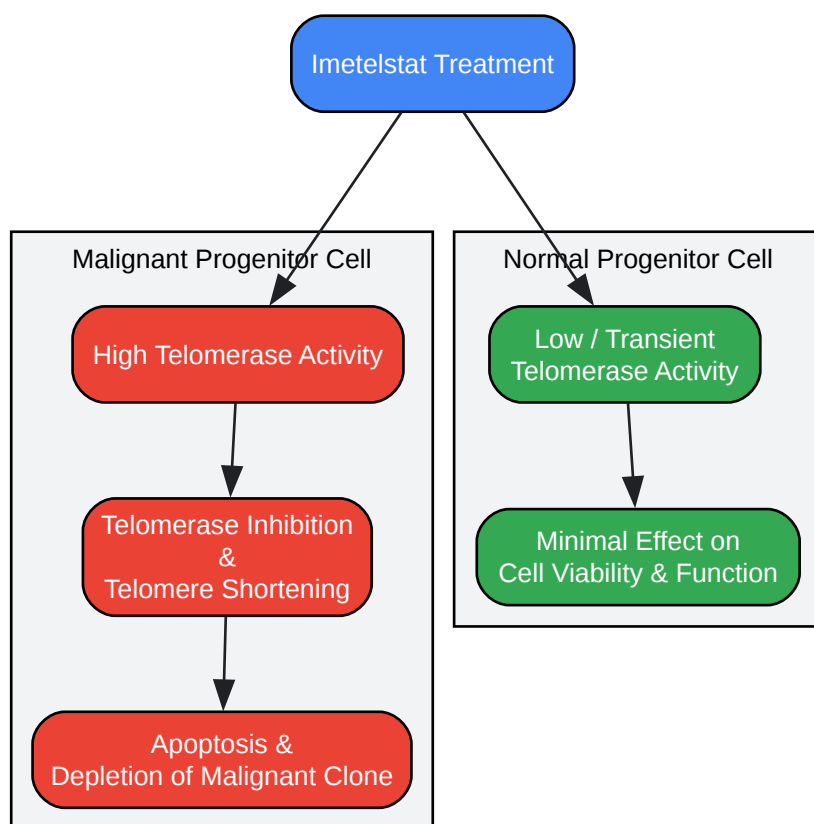 Imetelstat Treatment
Malignant Progenitor Cell
High Telomerase Activity
Telomerase Inhibition
&
Telomere Shortening
Apoptosis &
Depletion of Malignant Clone
Normal Progenitor Cell
Low / Transient
Telomerase Activity
Minimal Effect on
Cell Viability & Function